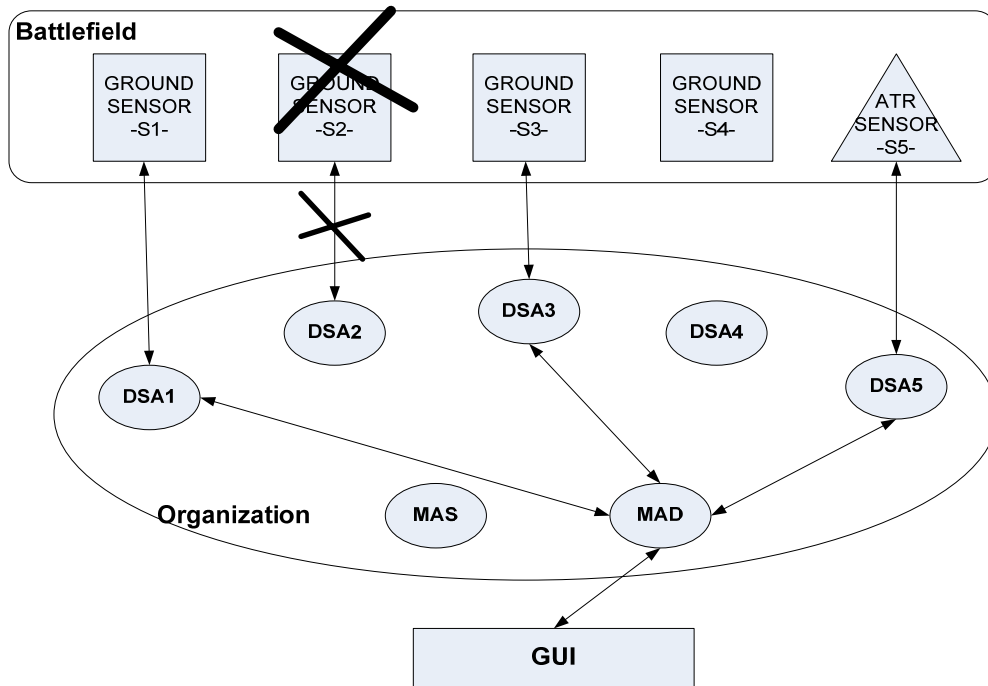 Battlefield
GROUND
SENSOR
-S1-
GROUND
SENSOR
-S2-
GROUND
SENSOR
-S3-
GROUND
SENSOR
-S4-
ATR
SENSOR
-S5-
DSA1
DSA2
DSA3
DSA4
DSA5
Organization
MAS
MAD
GUI